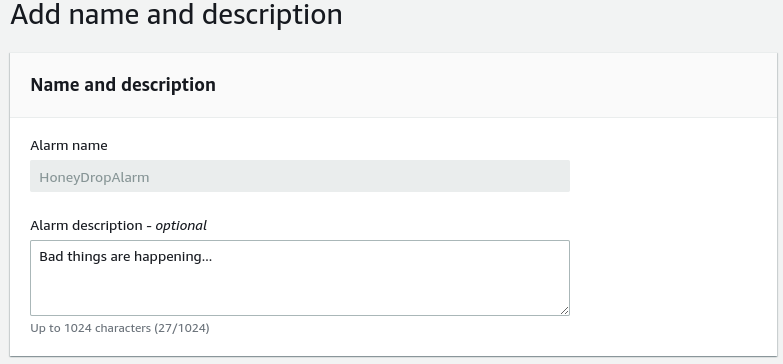 Add name and description
Name and description
Alarm name
HoneyDropAlarm
Alarm description - optional
Bad things are happening...
Up to 1024 characters (27/1024)